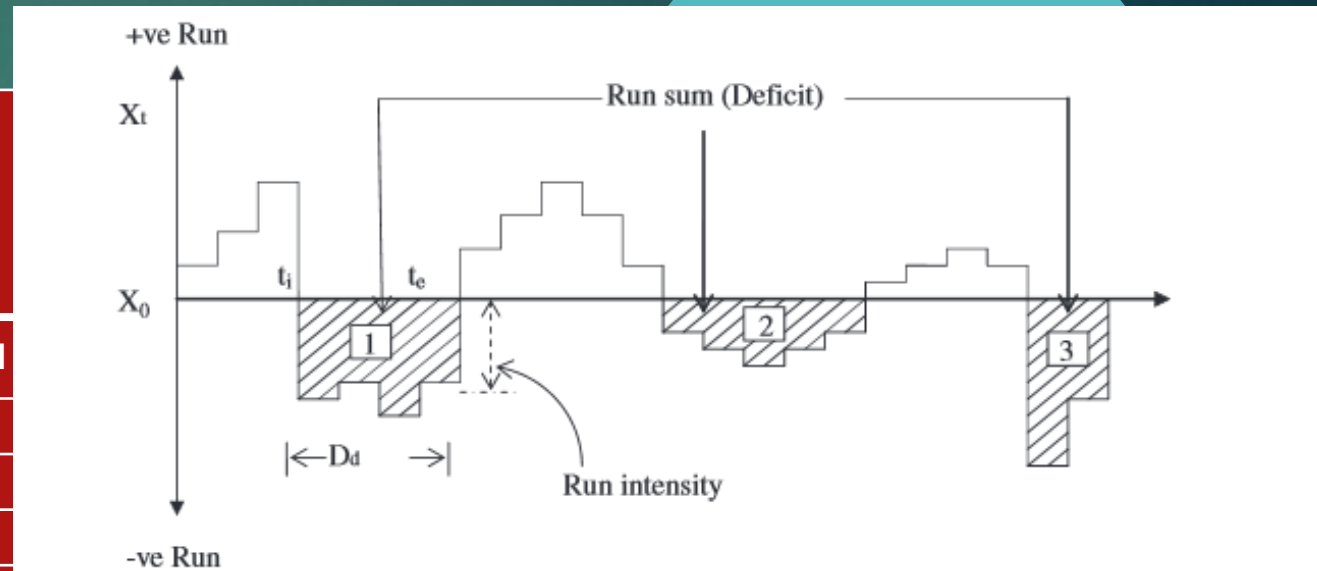 +ve Run
Xt
Run sum (Deficit)
ti
te
X0
1
2
3
Dd
Run intensity
-ve Run